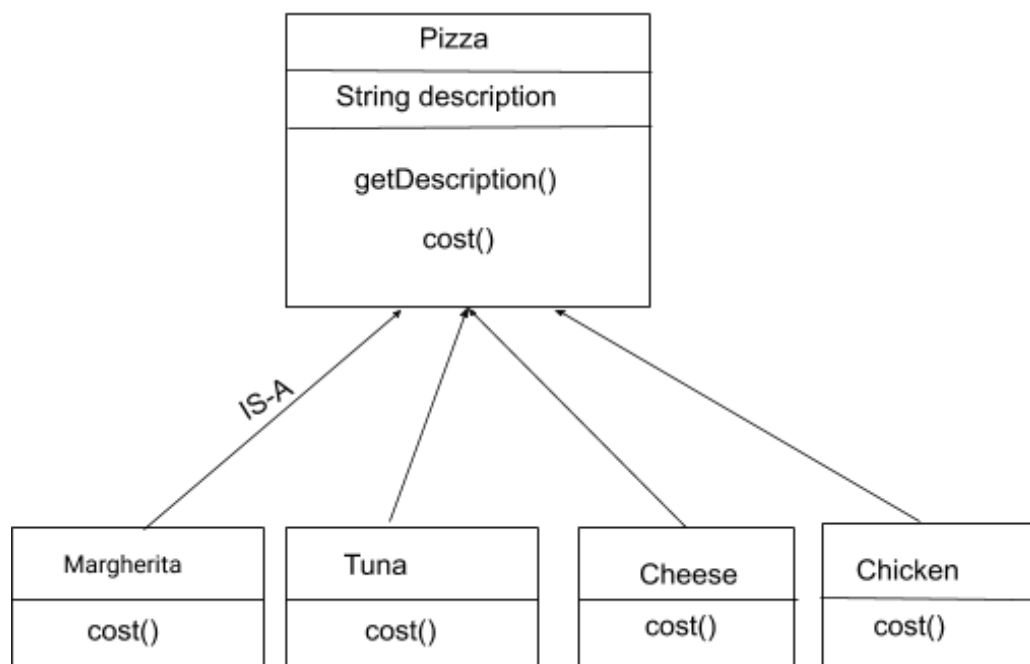 Pizza
String description
getDescription()
cost()
IS-A
Margherita
cost()
Tuna
cost()
Cheese
cost()
Chicken
cost()